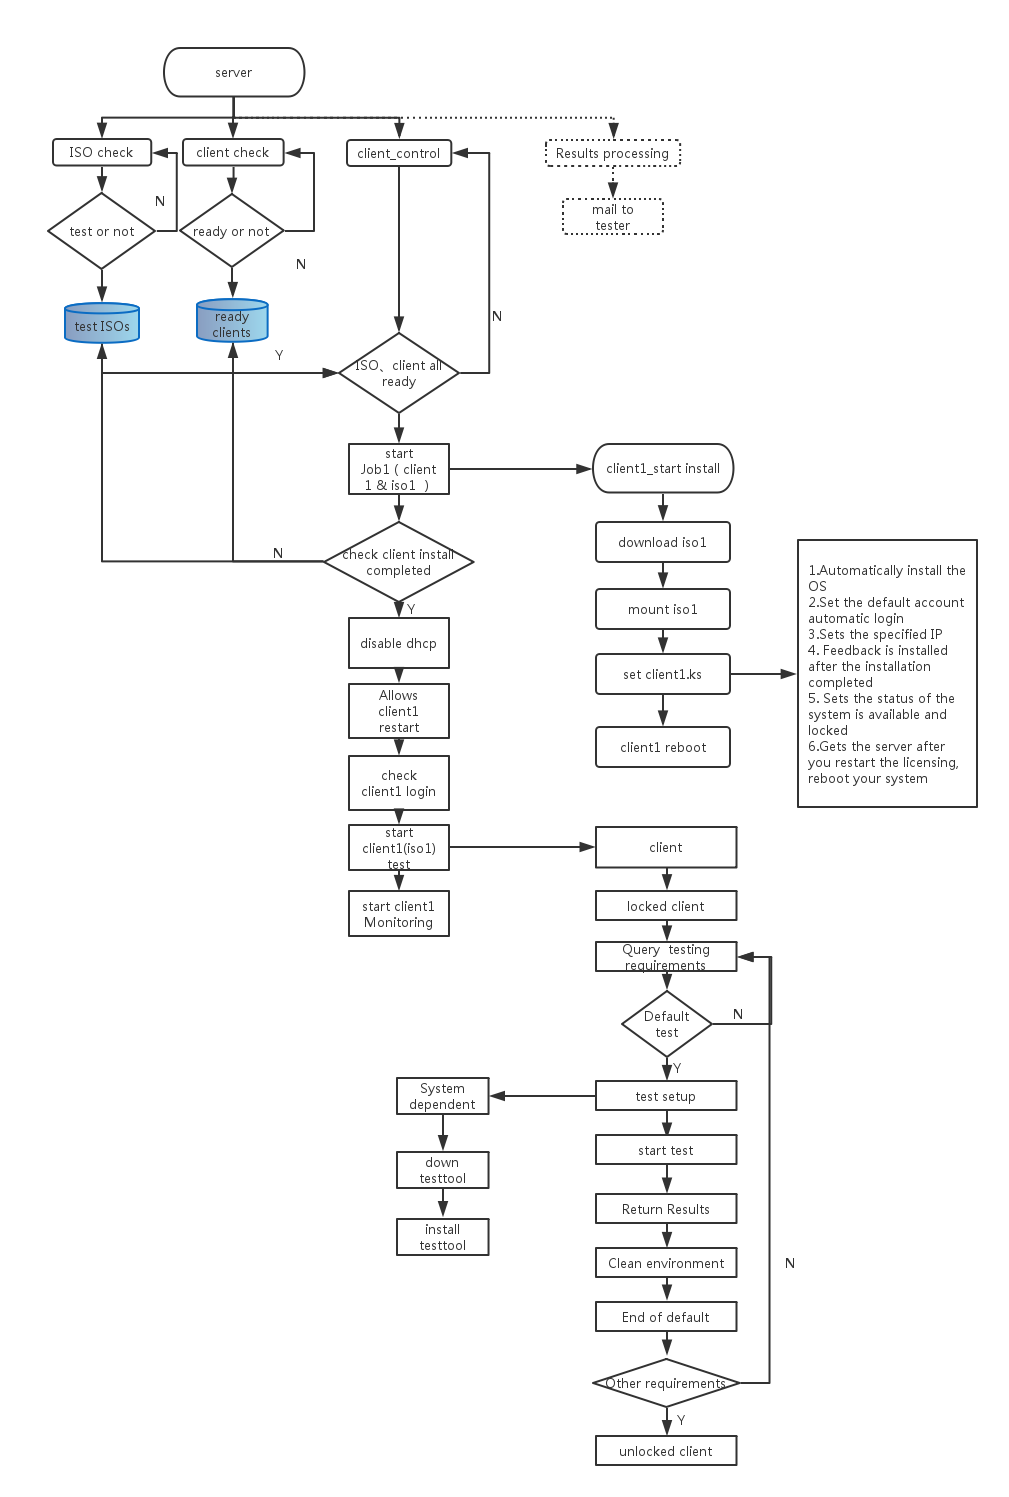 server
ISO check
client check
client_control
Results processing
N
test or not
ready or not
mail to
tester
N
test ISOs
ready
clients
N
Y
ISO、client all
ready
start
Job1 ( client
1 & iso1 )
client1_start install
N
check client install
completed
download iso1
Y
mount iso1
disable dhcp
set client1.ks
1.Automatically install the
OS
2.Set the default account
automatic login
3.Sets the specified IP
4. Feedback is installed
after the installation
completed
5. Sets the status of the
system is available and
locked
6.Gets the server after
you restart the licensing,
reboot your system
Allows
client1
restart
client1 reboot
check
client1 login
start
client1(iso1)
test
client
start client1
Monitoring
locked client
Query testing
requirements
Default
test
N
Y
System
dependent
test setup
down
testtool
start test
install
testtool
Return Results
Clean environment
N
End of default
Other requirements
Y
unlocked client